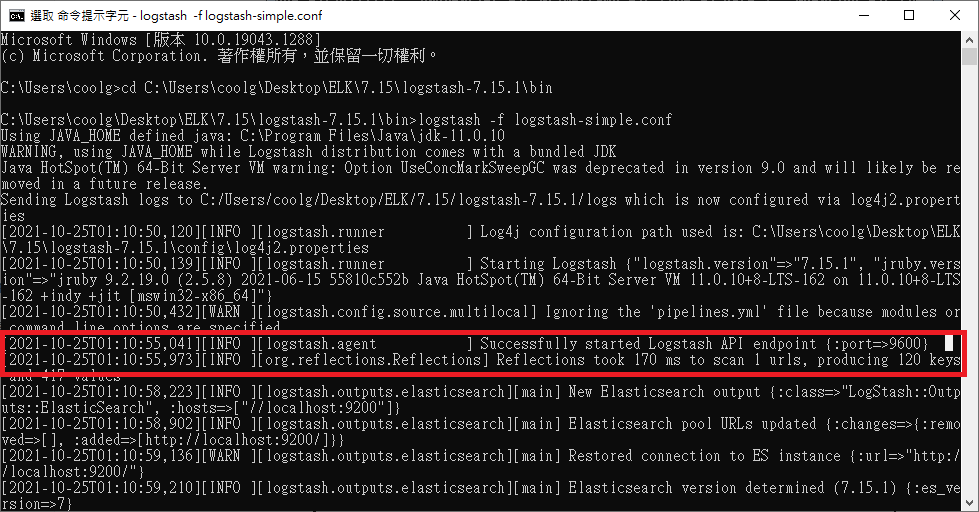 選取 命令提示字元 - logstash  -f logstash-simple.conf
Microsoft Windows [版本 10.0.19043.1288]
(c) Microsoft Corporation. 著作權所有，並保留一切權利。
C:\Users\coolg>cd C:\Users\coolg\Desktop\ELK\7.15\logstash-7.15.1\bin
C:\Users\coolg\Desktop\ELK\7.15\logstash-7.15.1\bin>logstash -f logstash-simple.conf
Using JAVA_HOME defined java: C:\Program Files\Java\jdk-11.0.10
WARNING, using JAVA_HOME while Logstash distribution comes with a bundled JDK
Java HotSpot(TM) 64-Bit Server VM warning: Option UseConcMarkSweepGC was deprecated in version 9.0 and will likely be re
moved in a future release.
Sending Logstash logs to C:/Users/coolg/Desktop/ELK/7.15/logstash-7.15.1/logs which is now configured via log4j2.propert
ies
[2021-10-25T01:10:50,120][INFO ][logstash.runner          ] Log4j configuration path used is: C:\Users\coolg\Desktop\ELK
\7.15\logstash-7.15.1\config\log4j2.properties
[2021-10-25T01:10:50,139][INFO ][logstash.runner          ] Starting Logstash {"logstash.version"=>"7.15.1", "jruby.vers
ion"=>"jruby 9.2.19.0 (2.5.8) 2021-06-15 55810c552b Java HotSpot(TM) 64-Bit Server VM 11.0.10+8-LTS-162 on 11.0.10+8-LTS
-162 +indy +jit [mswin32-x86_64]"}
[2021-10-25T01:10:50,432][WARN ][logstash.config.source.multilocal] Ignoring the 'pipelines.yml' file because modules or
command line options are specified
[2021-10-25T01:10:55,041][INFO ][logstash.agent           ] Successfully started Logstash API endpoint {:port=>9600}
[2021-10-25T01:10:55,973][INFO ][org.reflections.Reflections] Reflections took 170 ms to scan 1 urls, producing 120 keys
and 417 values
[2021-10-25T01:10:58,223][INFO ][logstash.outputs.elasticsearch][main] New Elasticsearch output {:class=>"LogStash::Outp
uts::ElasticSearch", :hosts=>["//localhost:9200"]}
[2021-10-25T01:10:58,902][INFO ][logstash.outputs.elasticsearch][main] Elasticsearch pool URLs updated {:changes=>{:remo
ved=>[], :added=>[http://localhost:9200/]}}
[2021-10-25T01:10:59,136][WARN ][logstash.outputs.elasticsearch][main] Restored connection to ES instance {:url=>"http:/
/localhost:9200/"}
[2021-10-25T01:10:59,210][INFO ][logstash.outputs.elasticsearch][main] Elasticsearch version determined (7.15.1) {:es_ve
rsion=>7}